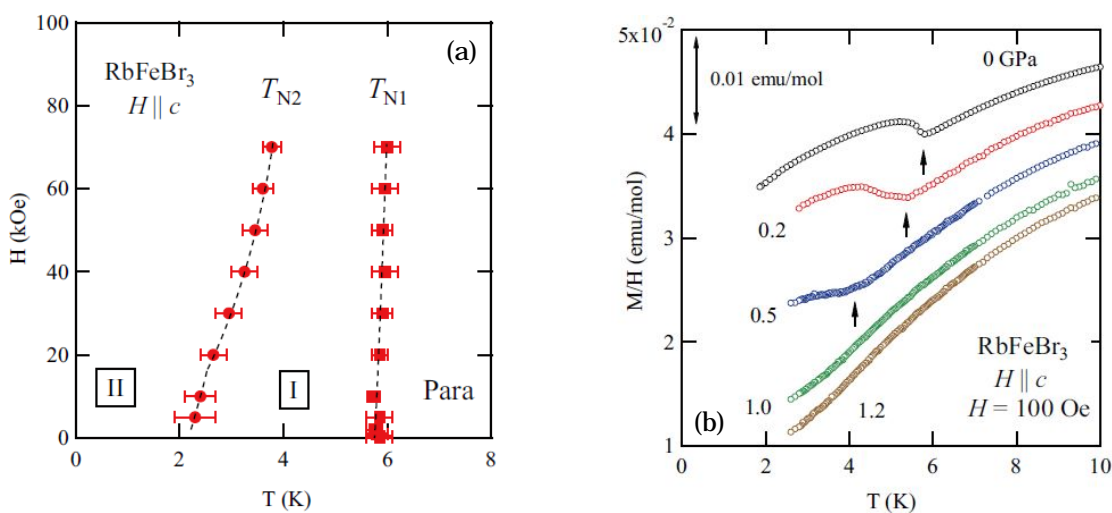 (a)
RbFeBr₃
H || c
T_N2
T_N1
II
I
Para
H (kOe)
100
80
60
40
20
0
0
2
4
6
8
T (K)
(b)
5x10⁻²
4
3
2
1
M/H (emu/mol)
0.01 emu/mol
0 GPa
0.2
0.5
1.0
1.2
RbFeBr₃
H || c
H = 100 Oe
0
2
4
6
8
10
T (K)